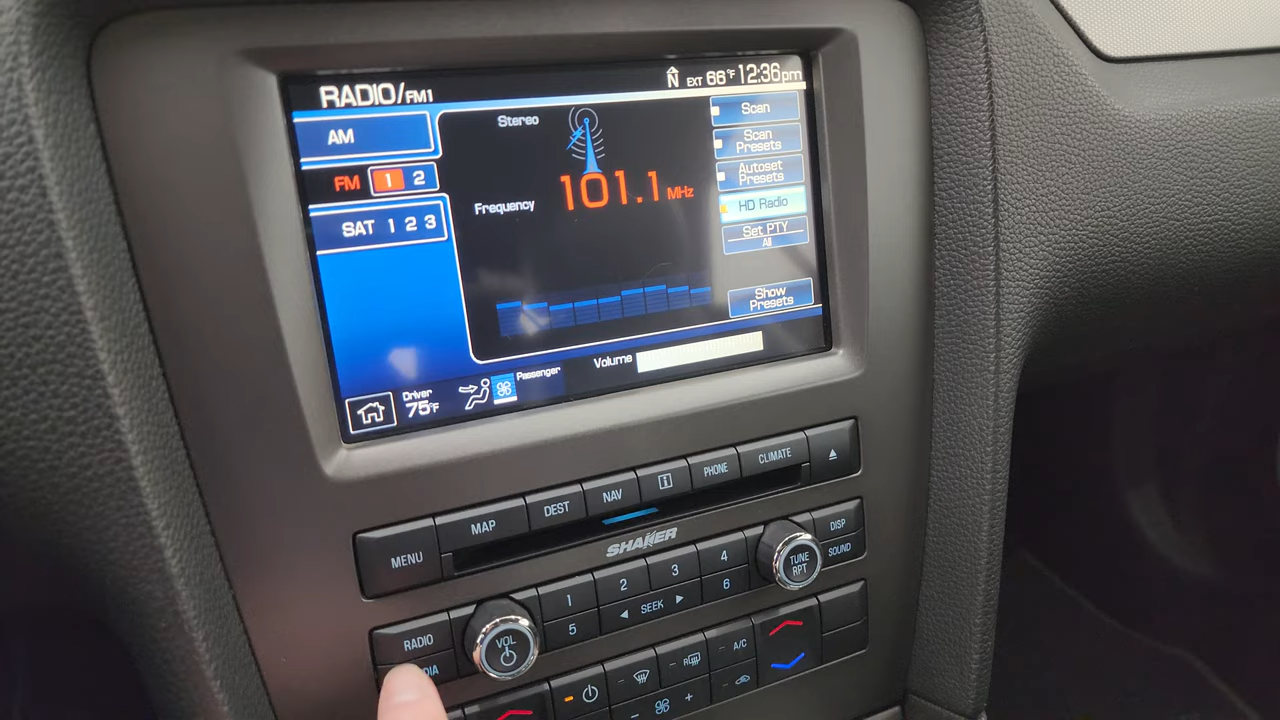 RADIO/FM1
N EXT 66°F 12:36pm
AM
FM 1 2
SAT 1 2 3
Stereo
101.1 MHz
Frequency
Scan
Scan
Presets
Autoset
Presets
HD Radio
Set PTY
All
Show
Presets
Volume
Driver
75°F
Passenger
MENU
MAP
DEST
NAV
i
PHONE
CLIMATE
SHAKER
RADIO
VOL
1
2
3
4
5
SEEK
6
TUNE
RPT
DISP
SOUND
R
A/C